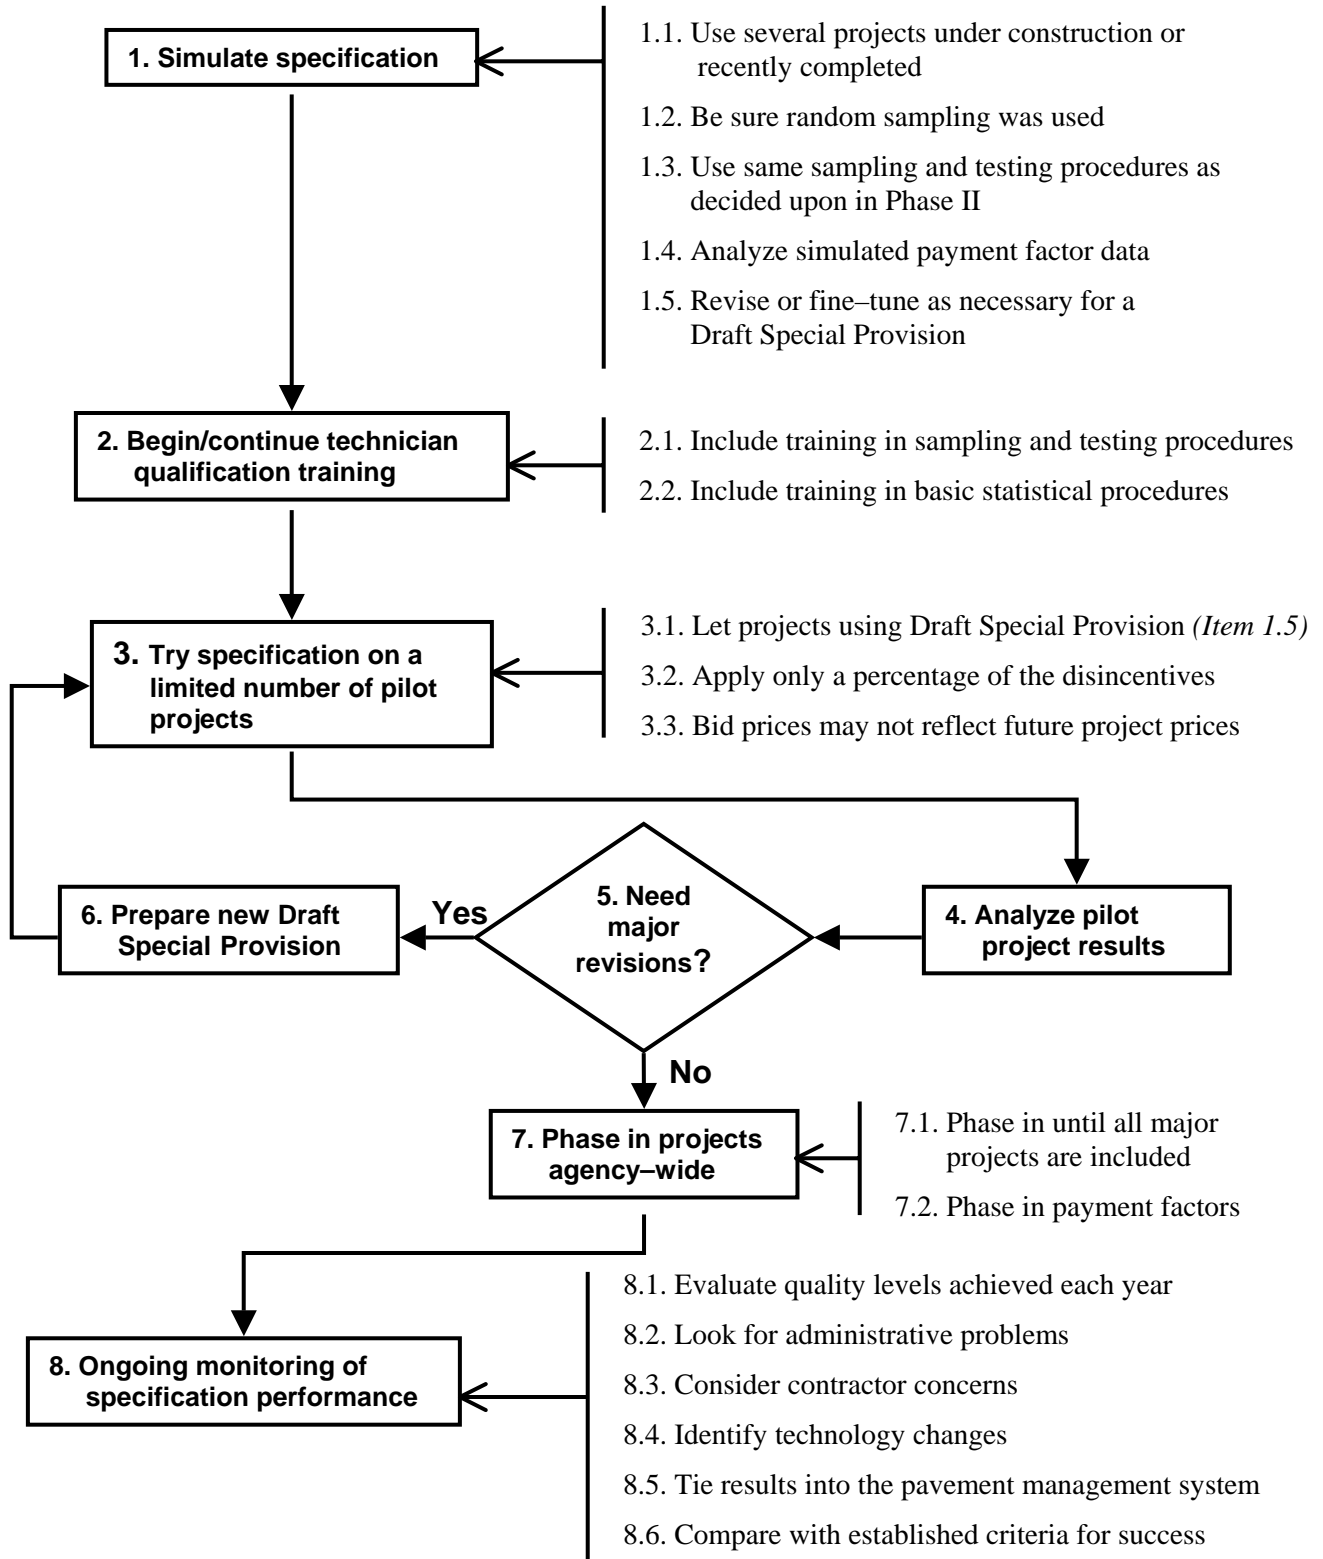 1. Simulate specification
1.1. Use several projects under construction or
recently completed
1.2. Be sure random sampling was used
1.3. Use same sampling and testing procedures as
decided upon in Phase II
1.4. Analyze simulated payment factor data
1.5. Revise or fine–tune as necessary for a
Draft Special Provision
2. Begin/continue technician
qualification training
2.1. Include training in sampling and testing procedures
2.2. Include training in basic statistical procedures
3. Try specification on a
limited number of pilot
projects
3.1. Let projects using Draft Special Provision (Item 1.5)
3.2. Apply only a percentage of the disincentives
3.3. Bid prices may not reflect future project prices
4. Analyze pilot
project results
5. Need
major
revisions?
Yes
6. Prepare new Draft
Special Provision
No
7. Phase in projects
agency–wide
7.1. Phase in until all major
projects are included
7.2. Phase in payment factors
8. Ongoing monitoring of
specification performance
8.1. Evaluate quality levels achieved each year
8.2. Look for administrative problems
8.3. Consider contractor concerns
8.4. Identify technology changes
8.5. Tie results into the pavement management system
8.6. Compare with established criteria for success